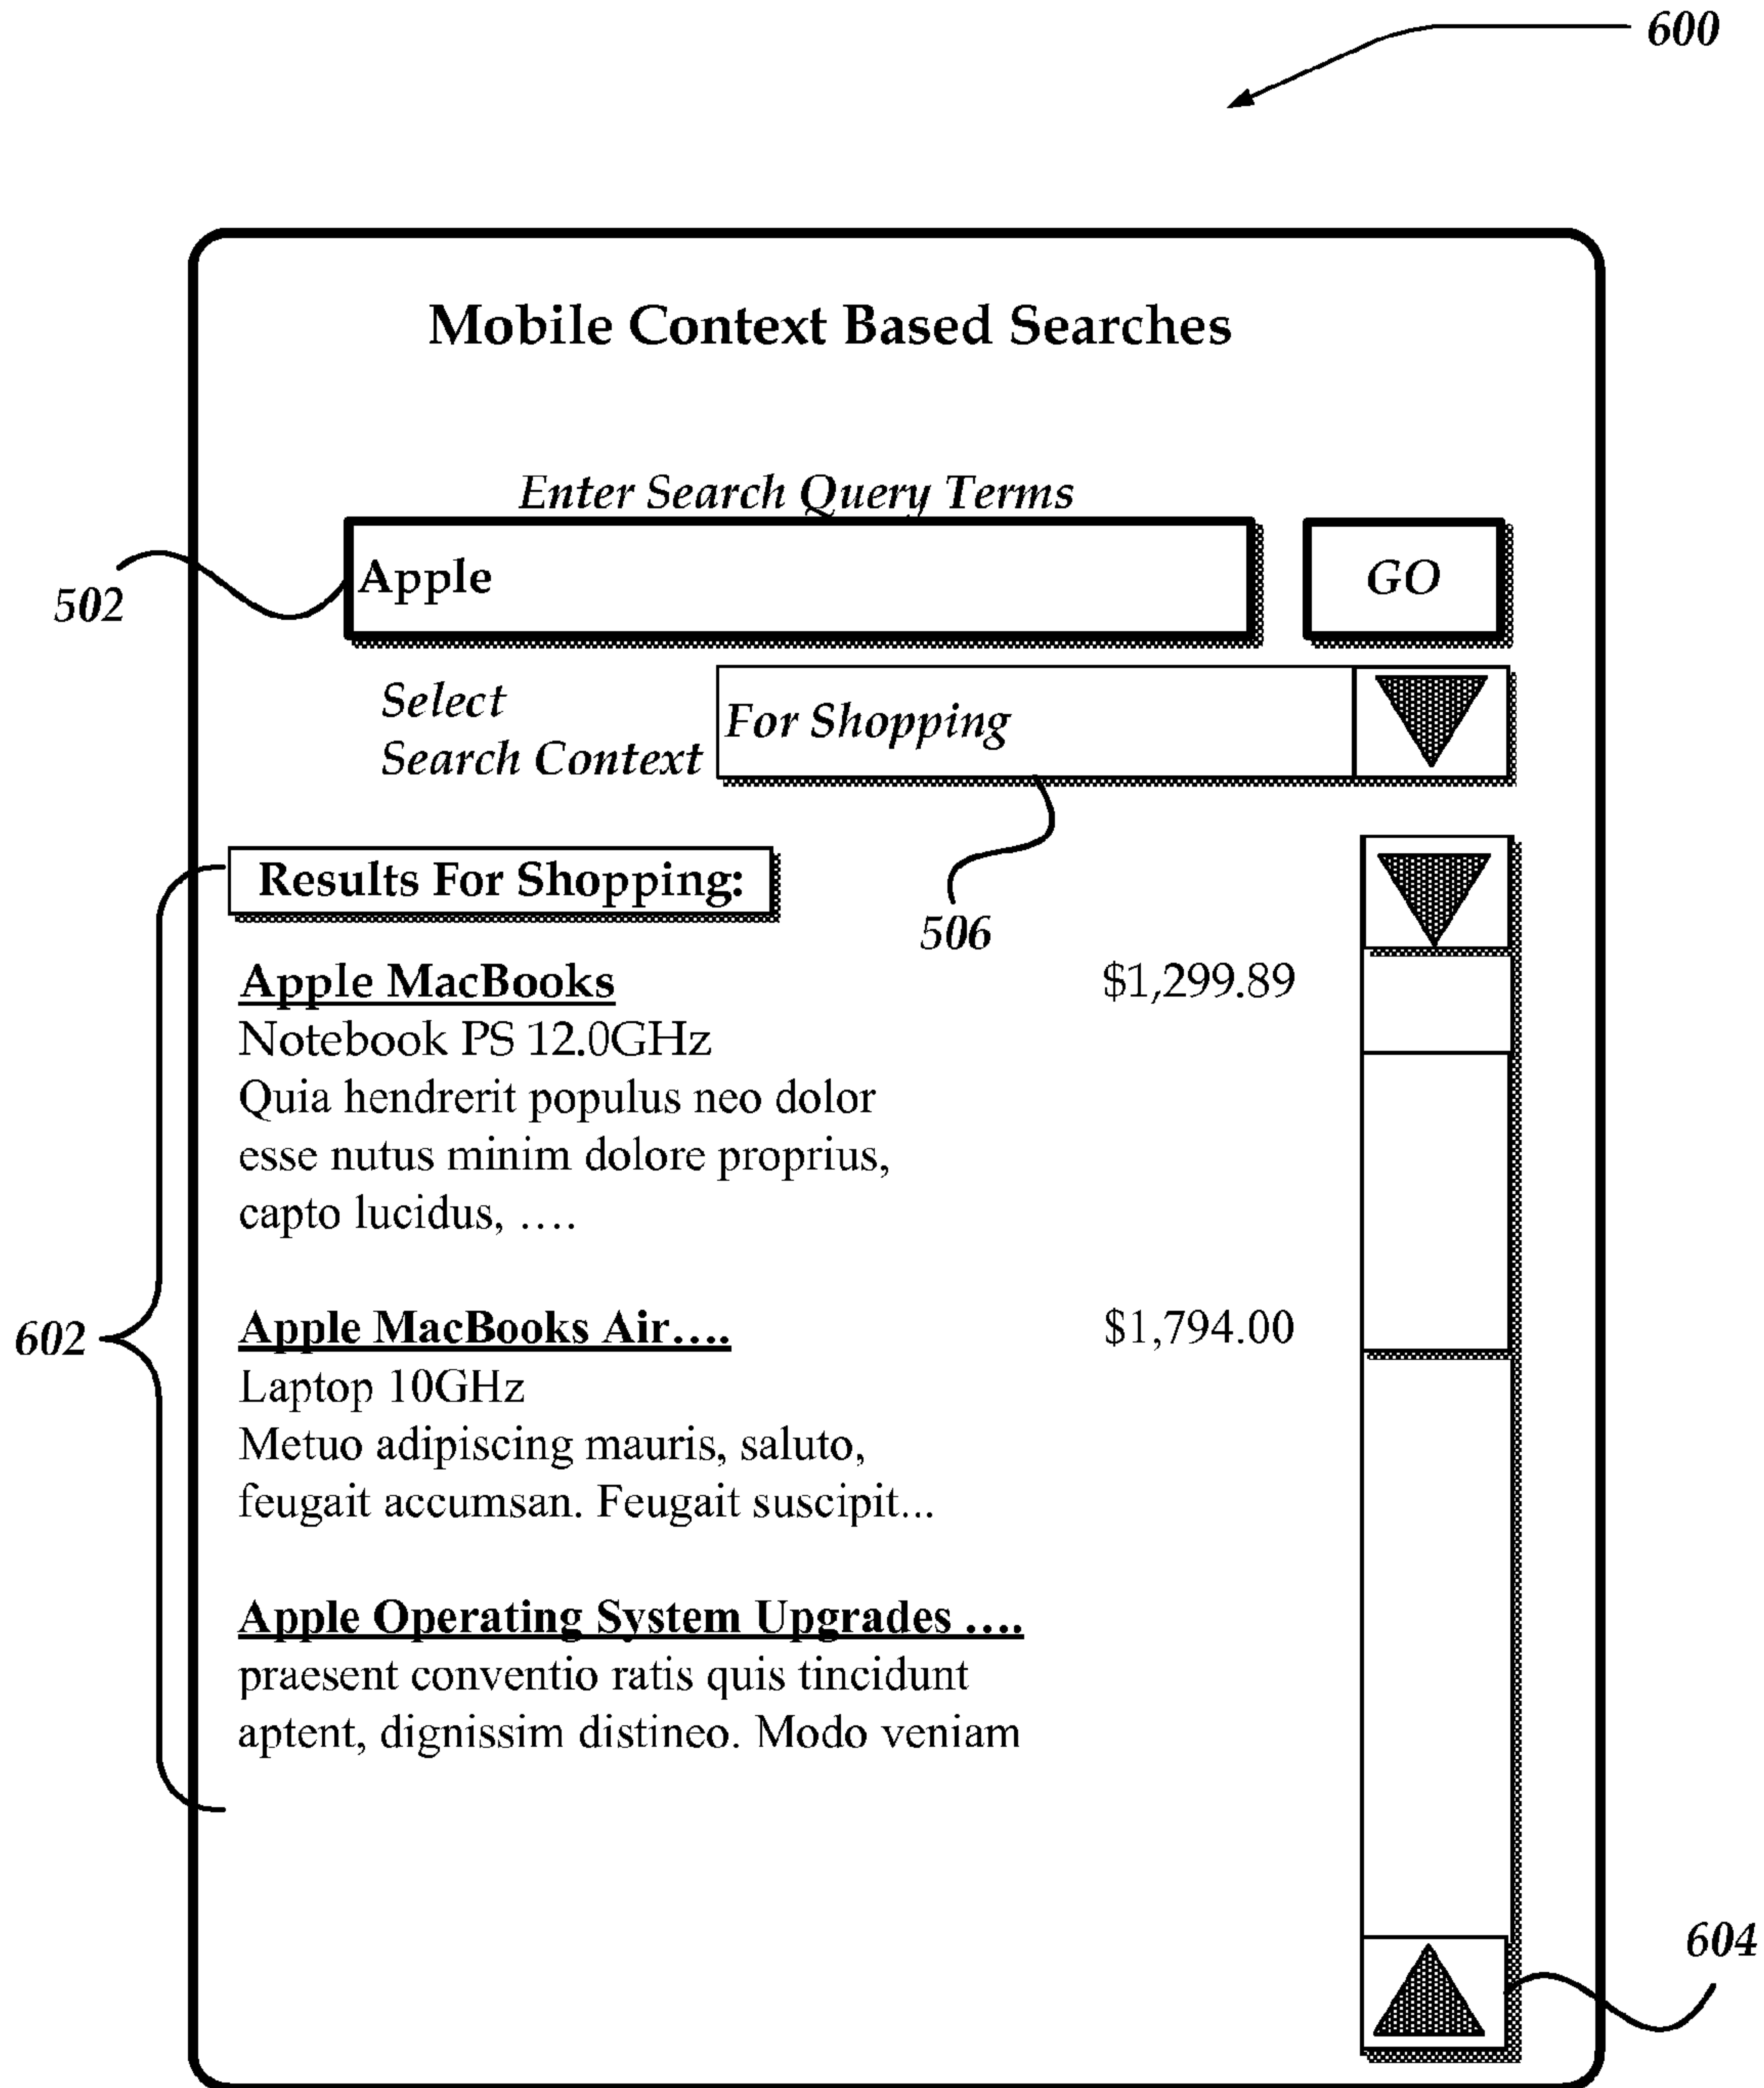 600
Mobile Context Based Searches
Enter Search Query Terms
Apple
GO
502
Select
Search Context
For Shopping
Results For Shopping:
506
Apple MacBooks $1,299.89
Notebook PS 12.0GHz
Quia hendrerit populus neo dolor
esse nutus minim dolore proprius,
capto lucidus, ....
602
Apple MacBooks Air.... $1,794.00
Laptop 10GHz
Metuo adipiscing mauris, saluto,
feugait accumsan. Feugait suscipit...
Apple Operating System Upgrades ....
praesent conventio ratis quis tincidunt
aptent, dignissim distineo. Modo veniam
604